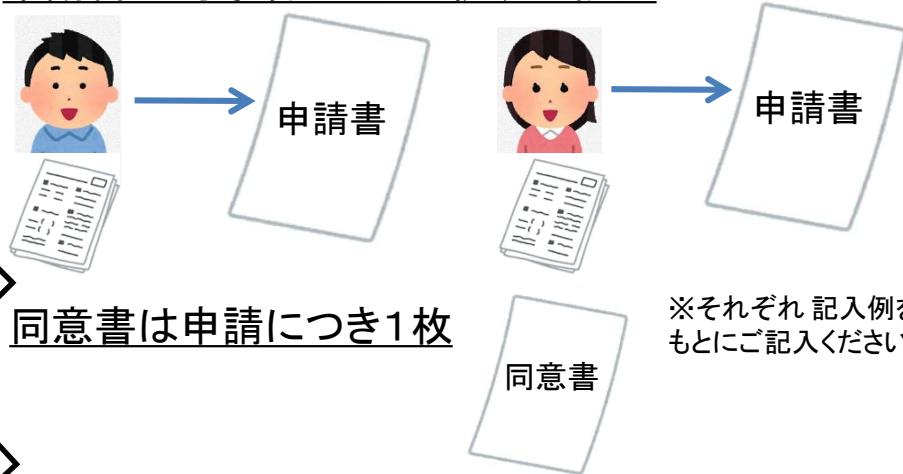 申請書
申請書
同意書は申請につき１枚
※それぞれ 記入例を
もとにご記入ください
同意書